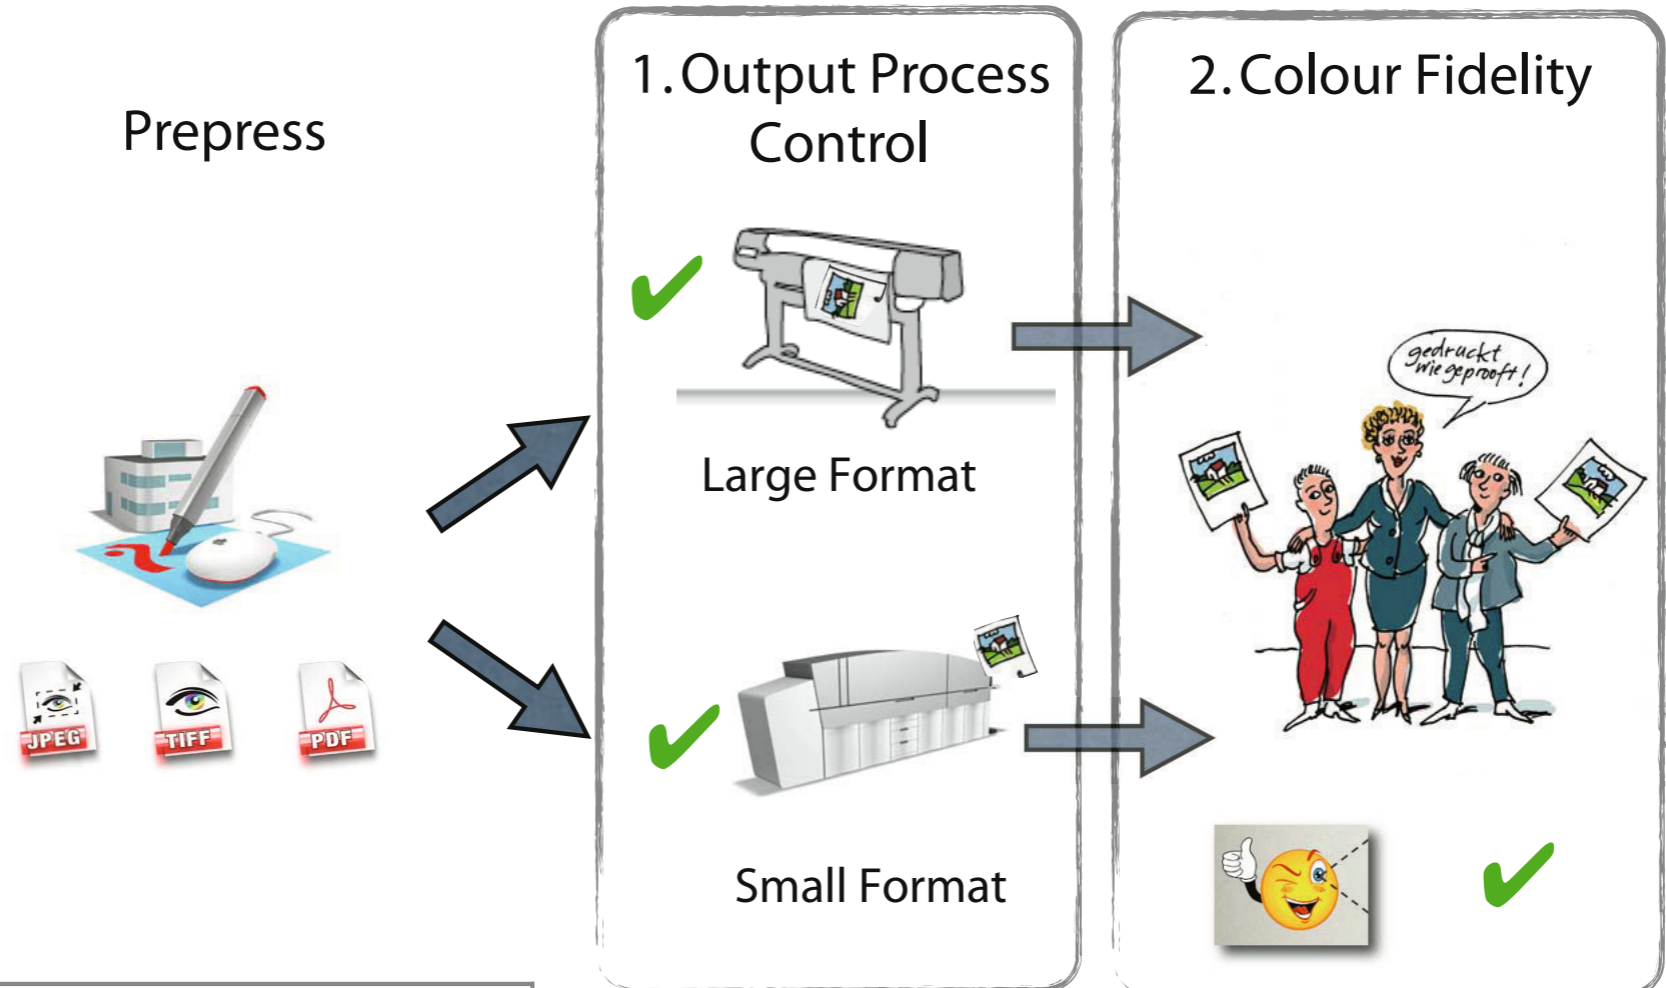 Prepress
JPEG
TIFF
PDF
1. Output Process
Control
Large Format
Small Format
2. Colour Fidelity
gedruckt
wie geprooft!